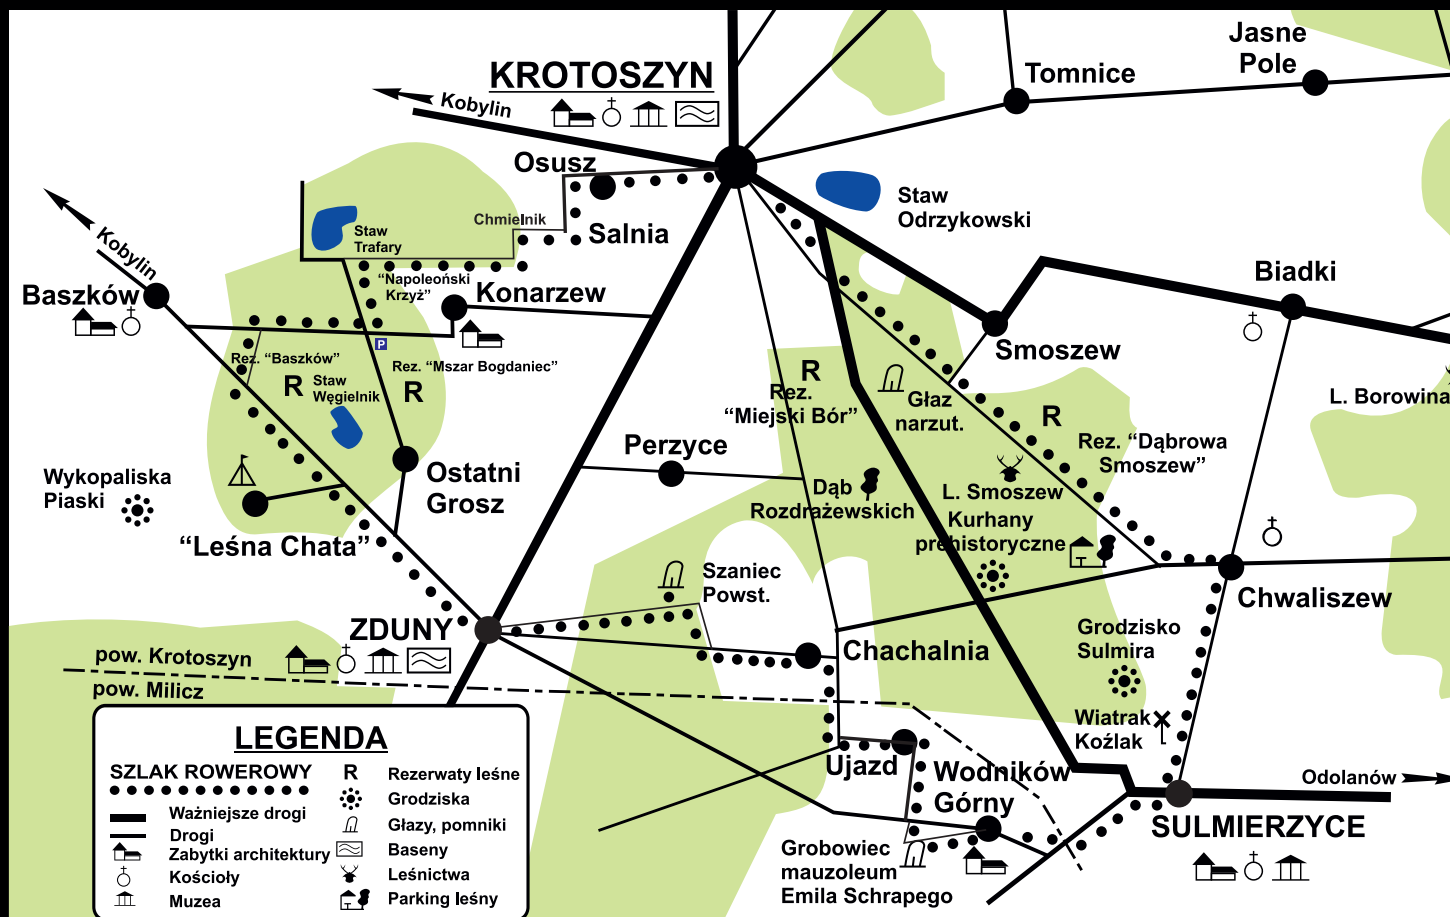 Jasne
Pole
Tomnice
KROTOSZYN
Kobylin
Osusz
Staw
Odrzykowski
Chmielnik
Salnia
Staw
Trafary
Kobylin
"Napoleoński
Krzyż"
Konarzew
Baszków
Biadki
Smoszew
Rez. "Baszków"
Rez. "Mszar Bogdaniec"
P
R
Staw
Węgielnik
R
R
Rez.
"Miejski Bór"
Głaz
narzut.
R
L. Borowina
Rez. "Dąbrowa
Smoszew"
Perzyce
Wykopaliska
Piaski
Ostatni
Grosz
Dąb
Rozdrażewskich
L. Smoszew
Kurhany
prehistoryczne
"Leśna Chata"
Szaniec
Powst.
Chwaliszew
ZDUNY
Chachalnia
Grodzisko
Sulmira
pow. Krotoszyn
pow. Milicz
Wiatrak
Koźlak
Ujazd
Wodników
Górny
Odolanów
SULMIERZYCE
Grobowiec
mauzoleum
Emila Schrapego
LEGENDA
SZLAK ROWEROWY
Ważniejsze drogi
Drogi
Zabytki architektury
Kościoły
Muzea
R Rezerwaty leśne
Grodziska
Głazy, pomniki
Baseny
Leśnictwa
Parking leśny